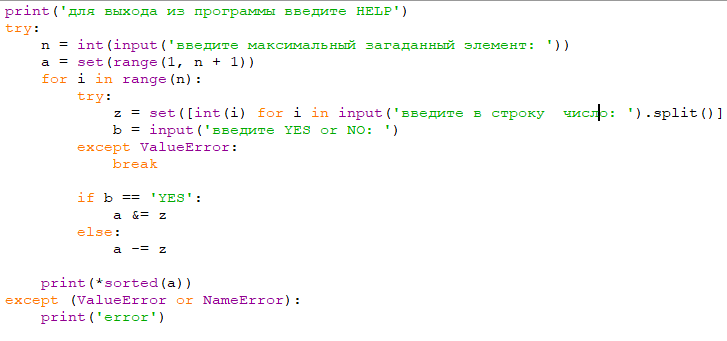 print('для выхода из программы введите HELP')
try:
    n = int(input('введите максимальный загаданный элемент: '))
    a = set(range(1, n + 1))
    for i in range(n):
        try:
            z = set([int(i) for i in input('введите в строку  число: ').split()]
            b = input('введите YES or NO: ')
        except ValueError:
            break

        if b == 'YES':
            a &= z
        else:
            a -= z

    print(*sorted(a))
except (ValueError or NameError):
    print('error')